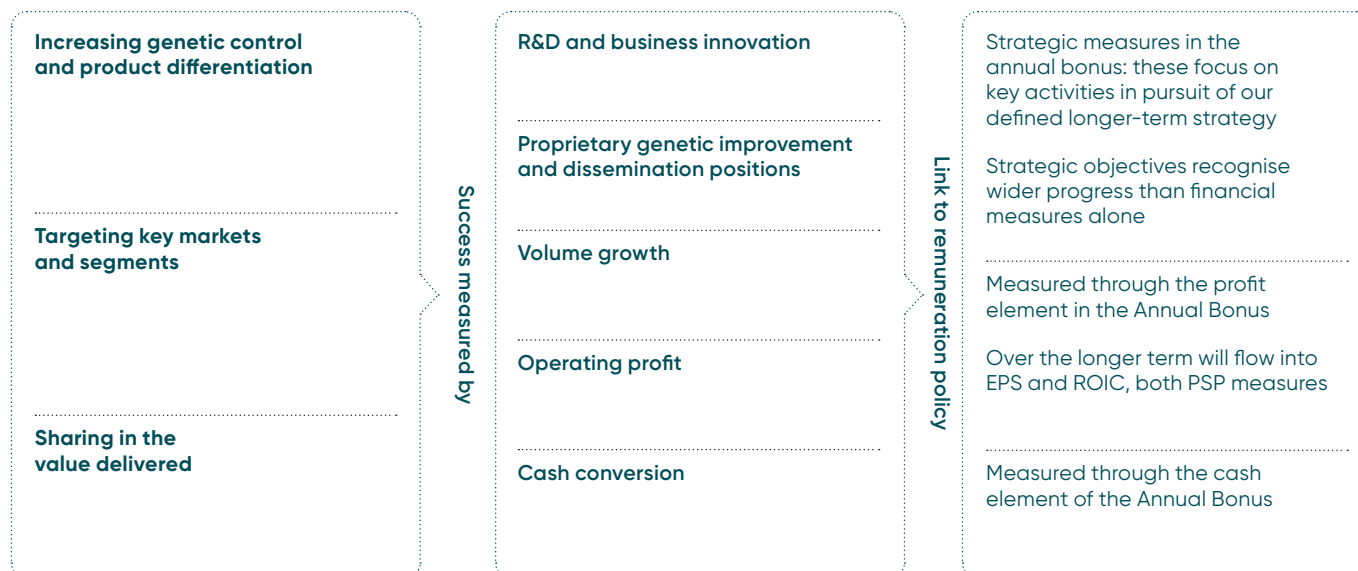 Increasing genetic control
and product differentiation
Targeting key markets
and segments
Sharing in the
value delivered
Success measured by
R&D and business innovation
Proprietary genetic improvement
and dissemination positions
Volume growth
Operating profit
Cash conversion
Link to remuneration policy
Strategic measures in the
annual bonus: these focus on
key activities in pursuit of our
defined longer-term strategy
Strategic objectives recognise
wider progress than financial
measures alone
Measured through the profit
element in the Annual Bonus
Over the longer term will flow into
EPS and ROIC, both PSP measures
Measured through the cash
element of the Annual Bonus